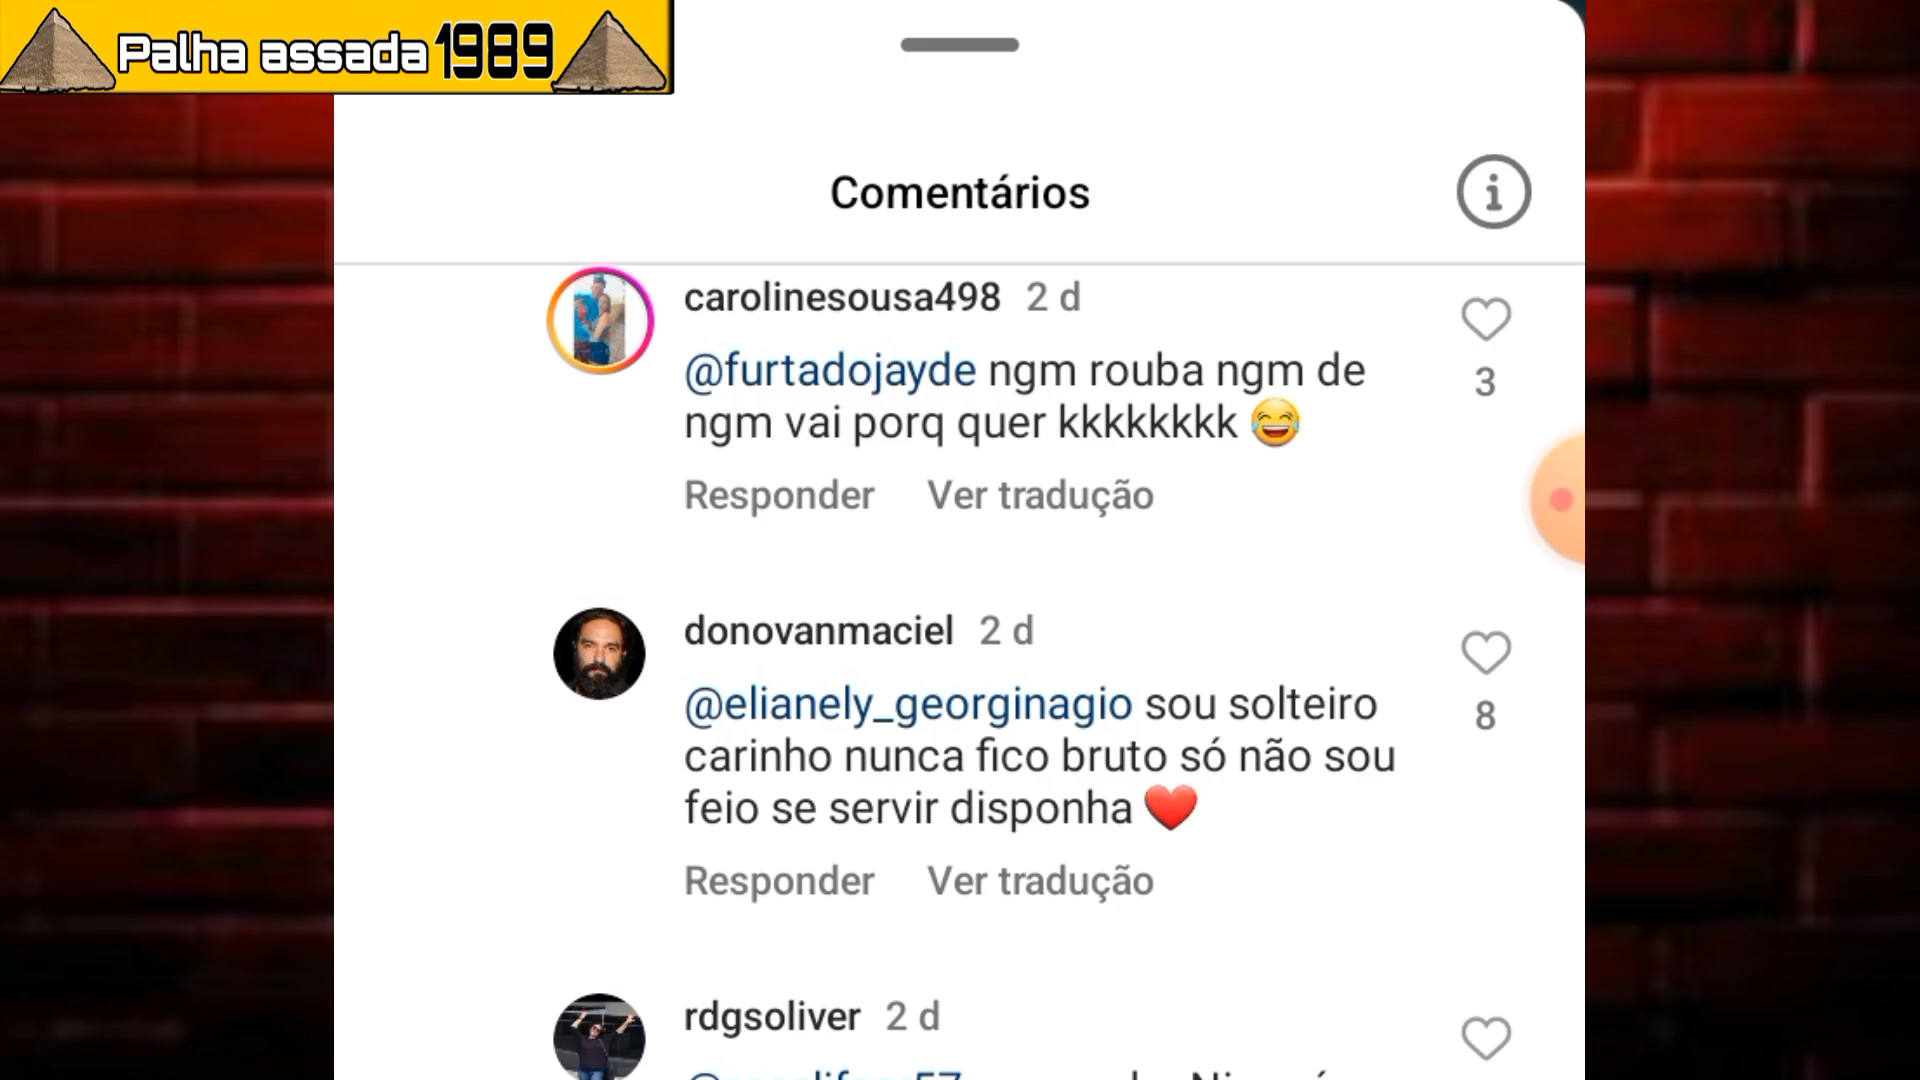 Palha assada 1989
Comentários
carolinesousa498 2 d
@furtadojayde ngm rouba ngm de
ngm vai porq quer kkkkkkkk 😂
3
Responder Ver tradução
donovanmaciel 2 d
@elianely_georginagio sou solteiro
carinho nunca fico bruto só não sou
feio se servir disponha ❤️
8
Responder Ver tradução
rdgsoliver 2 d